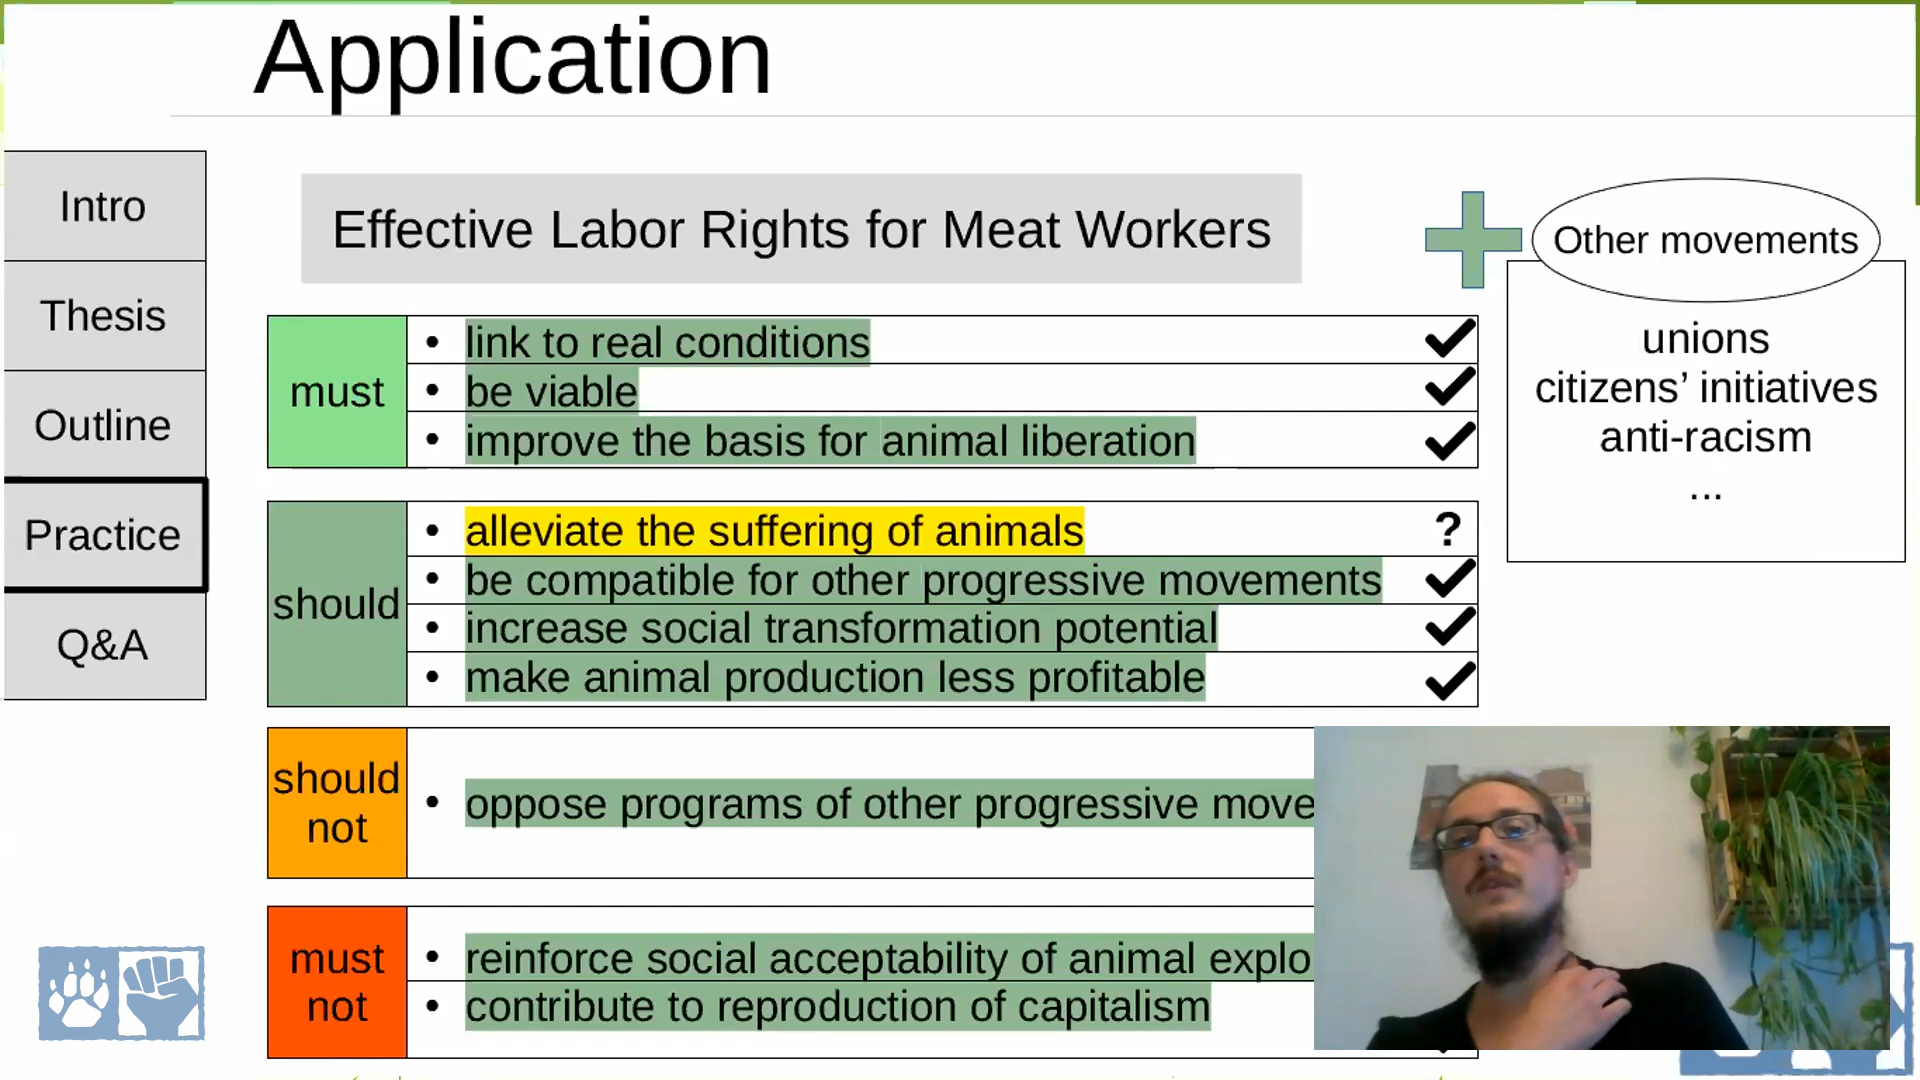 Application
Intro
Thesis
Outline
Practice
Q&A
Effective Labor Rights for Meat Workers
Other movements
unions
citizens’ initiatives
anti-racism
...
must
• link to real conditions
• be viable
• improve the basis for animal liberation
should
• alleviate the suffering of animals ?
• be compatible for other progressive movements
• increase social transformation potential
• make animal production less profitable
should
not
• oppose programs of other progressive move
must
not
• reinforce social acceptability of animal explo
• contribute to reproduction of capitalism